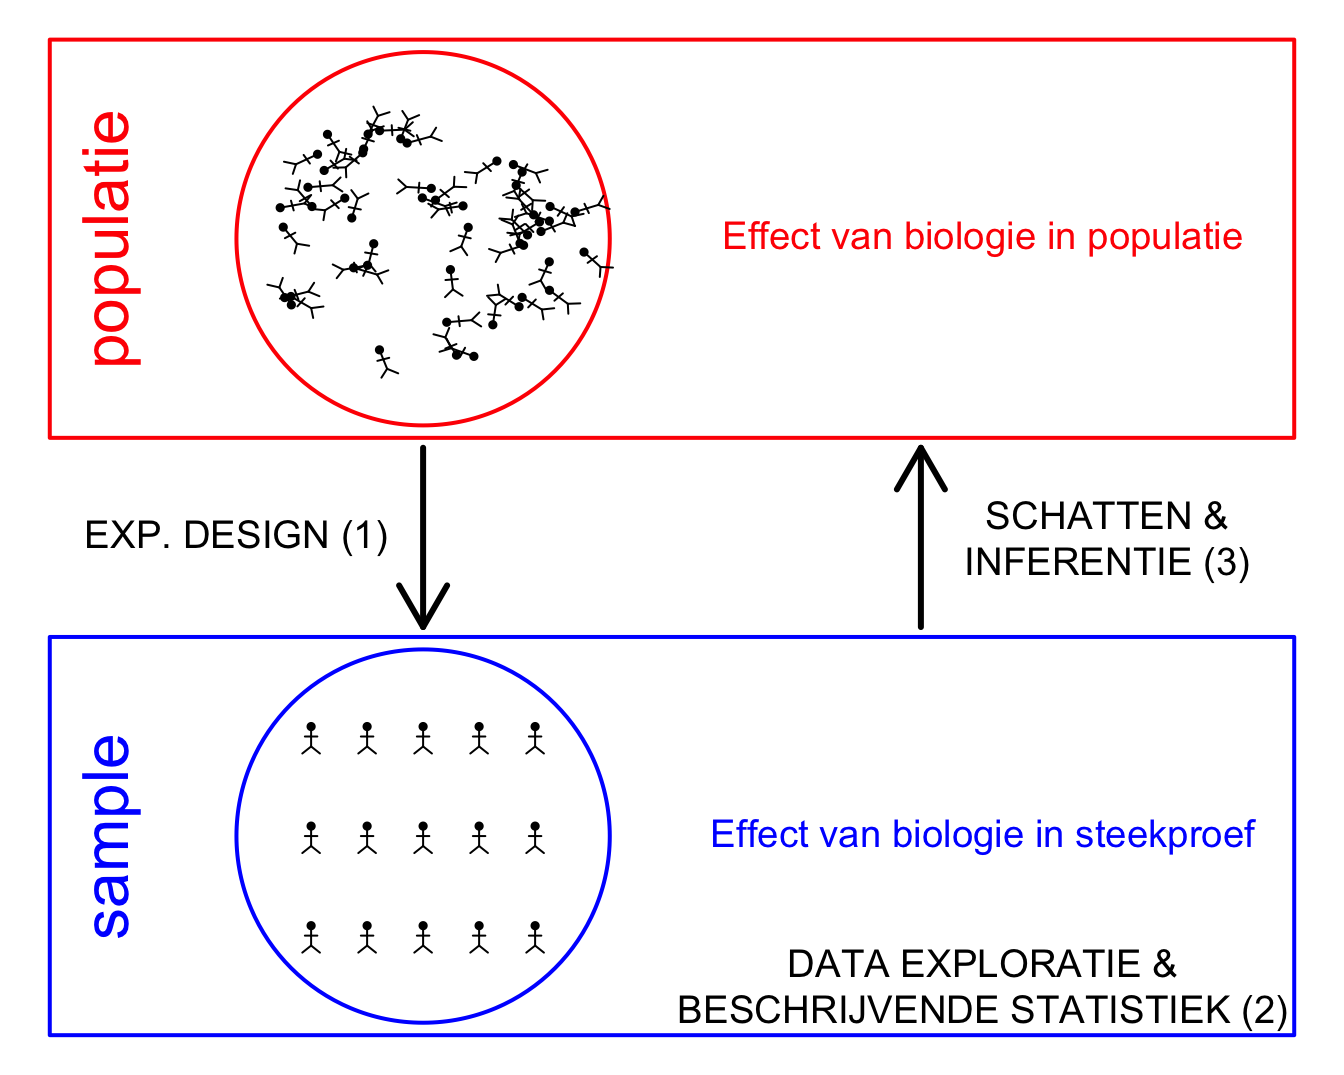 populatie
Effect van biologie in populatie
EXP. DESIGN (1)
SCHATTEN &
INFERENTIE (3)
sample
Effect van biologie in steekproef
DATA EXPLORATIE &
BESCHRIJVENDE STATISTIEK (2)